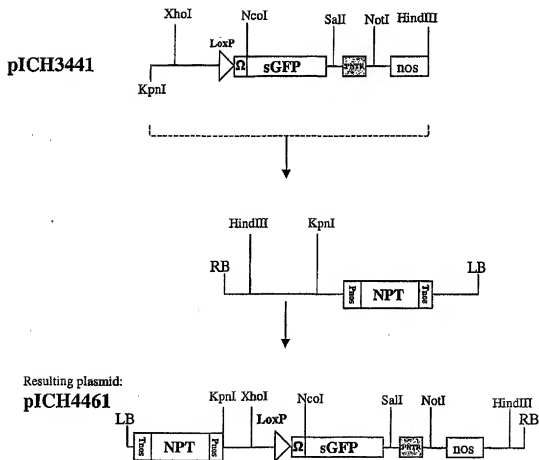 XhoI NcoI SalI NotI HindIII
LoxP
pICH3441
Ω sGFP nos
KpnI
HindIII KpnI
RB LB
Pnos NPT Tnos
Resulting plasmid:
pICH4461
KpnI XhoI NcoI SalI NotI HindIII
LB LoxP RB
Tnos NPT Pnos Ω sGFP nos